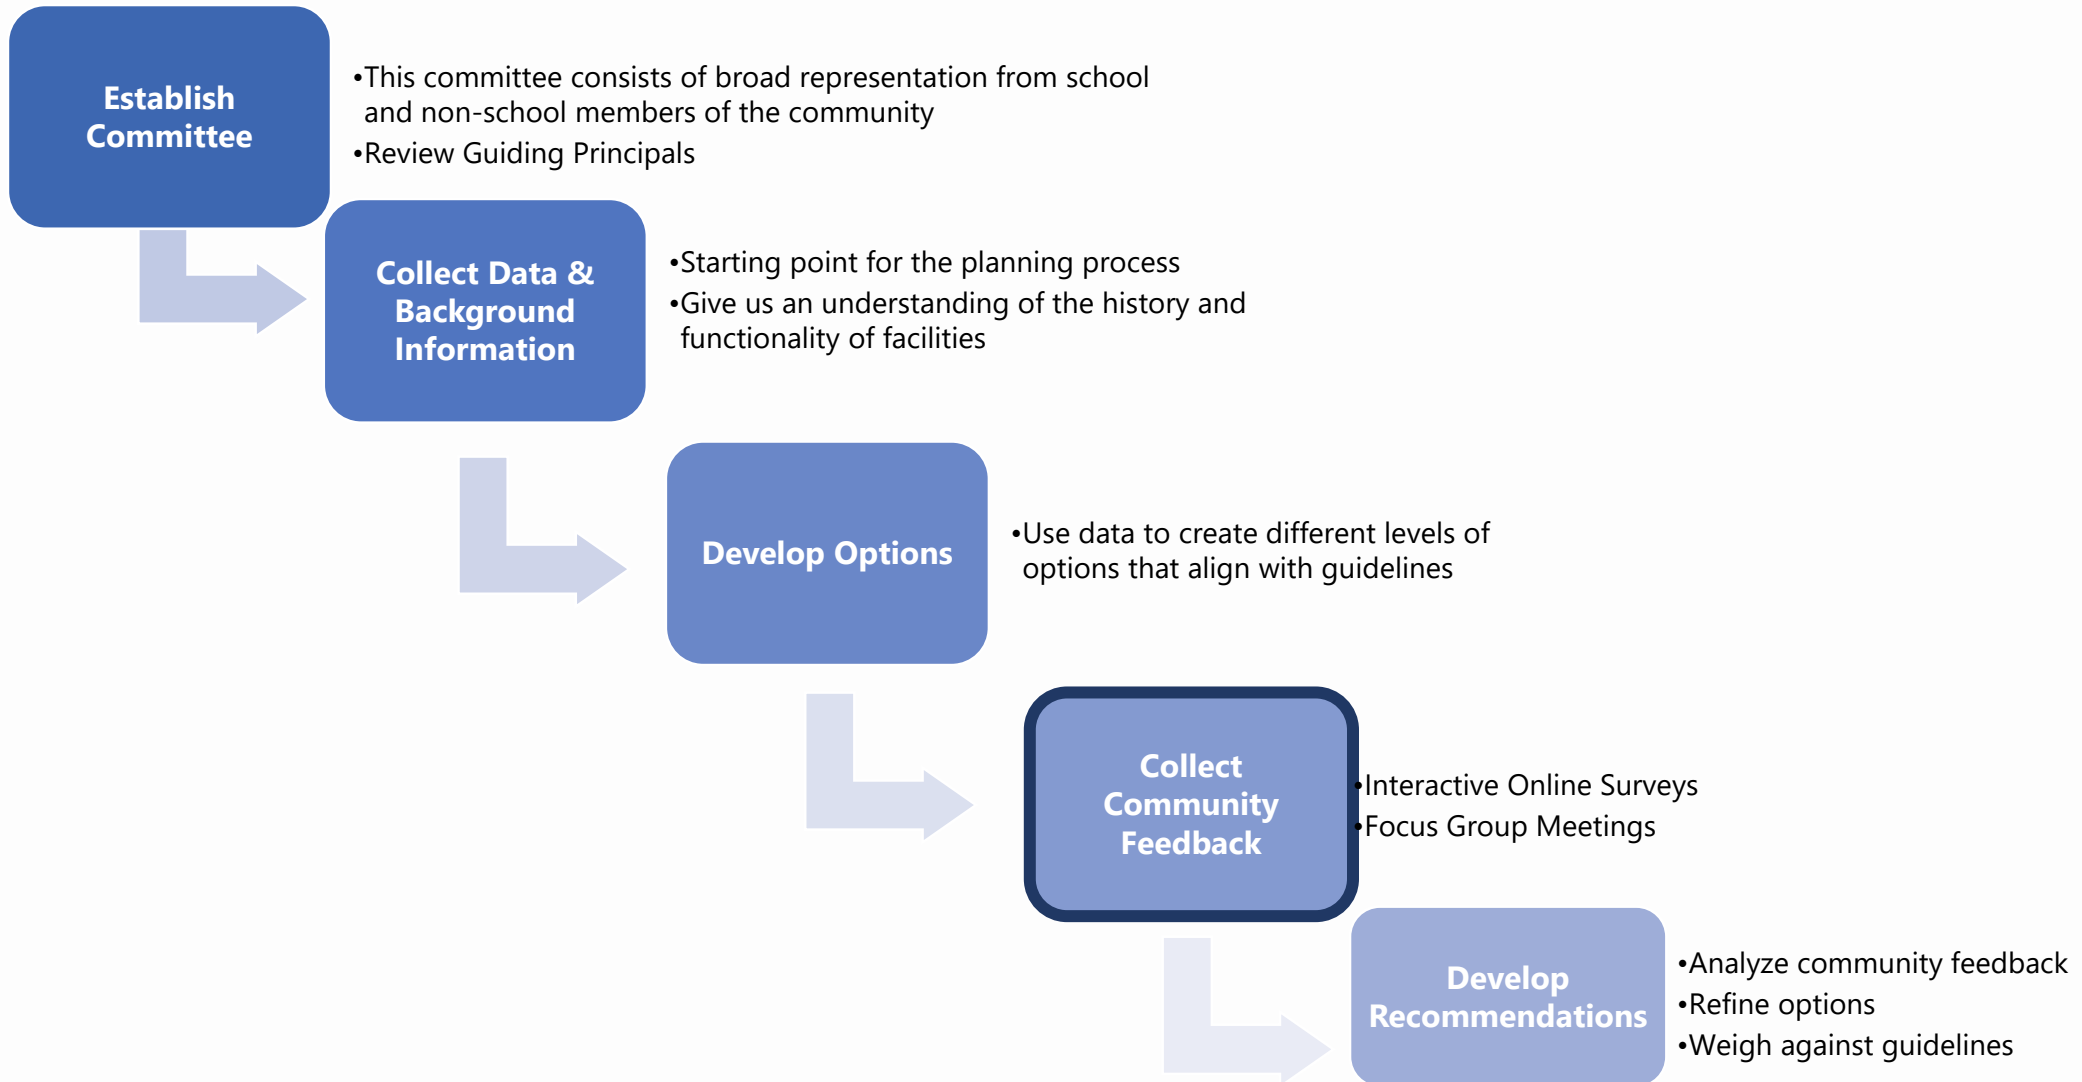 Establish
Committee
•This committee consists of broad representation from school
and non-school members of the community
•Review Guiding Principals
Collect Data &
Background
Information
•Starting point for the planning process
•Give us an understanding of the history and
functionality of facilities
Develop Options
•Use data to create different levels of
options that align with guidelines
Collect
Community
Feedback
•Interactive Online Surveys
•Focus Group Meetings
Develop
Recommendations
•Analyze community feedback
•Refine options
•Weigh against guidelines